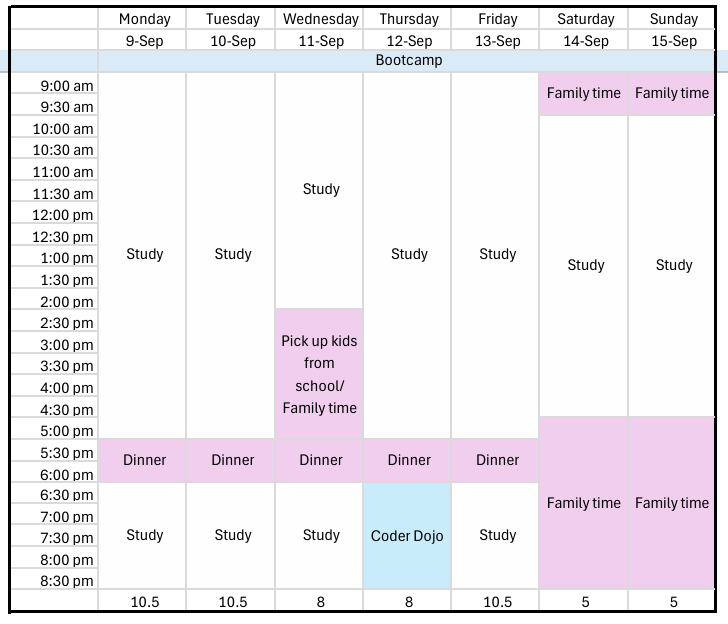 Monday Tuesday Wednesday Thursday Friday Saturday Sunday
9-Sep 10-Sep 11-Sep 12-Sep 13-Sep 14-Sep 15-Sep
Bootcamp
9:00 am Family time Family time
9:30 am
10:00 am
10:30 am
11:00 am
11:30 am Study
12:00 pm
12:30 pm
1:00 pm Study Study Study Study Study Study
1:30 pm
2:00 pm
2:30 pm
3:00 pm Pick up kids
3:30 pm from
4:00 pm school/
4:30 pm Family time
5:00 pm
5:30 pm Dinner Dinner Dinner Dinner Dinner
6:00 pm
6:30 pm Family time Family time
7:00 pm
7:30 pm Study Study Study Coder Dojo Study
8:00 pm
8:30 pm
10.5 10.5 8 8 10.5 5 5